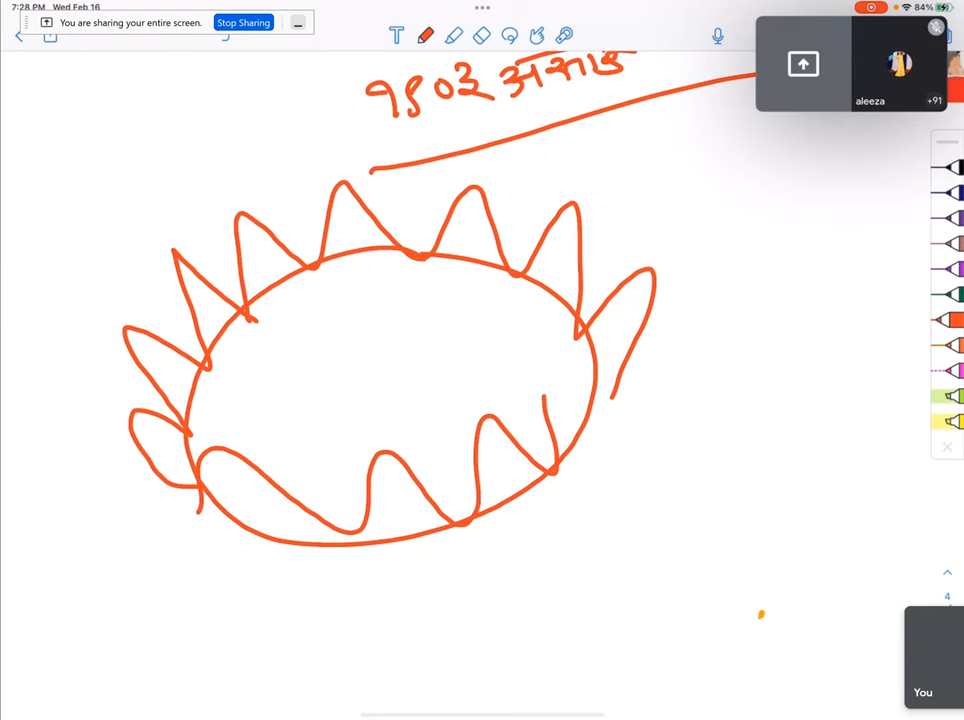 7:28 PM Wed Feb 16
84%
You are sharing your entire screen.
Stop Sharing
T
aleeza
+91
4
You